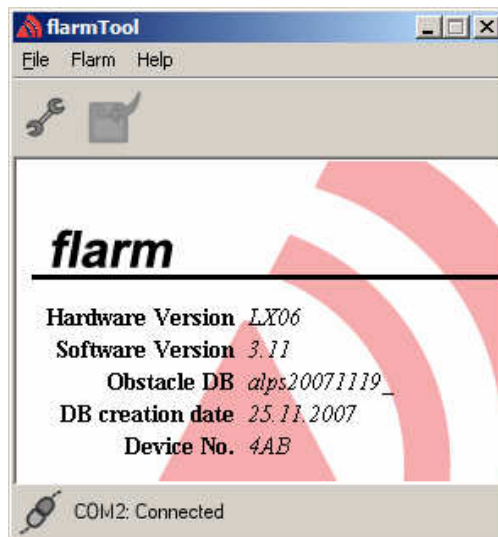 flarmTool
File Flarm Help
flarm
Hardware Version LX06
Software Version 3.11
Obstacle DB alps20071119_
DB creation date 25.11.2007
Device No. 4AB
COM2: Connected